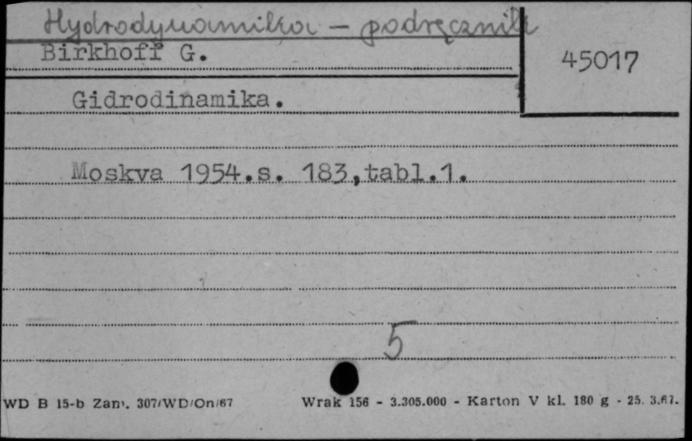 Hydrodynamika - podręcznik
Birkhoff G.
45017
Gidrodinamika.
Moskva 1954.s. 183,tabl.1.
5
WD B 15-b Zam. 307/WD/On/67 Wrak 156 - 3.305.000 - Karton V kl. 180 g - 25. 3.67.